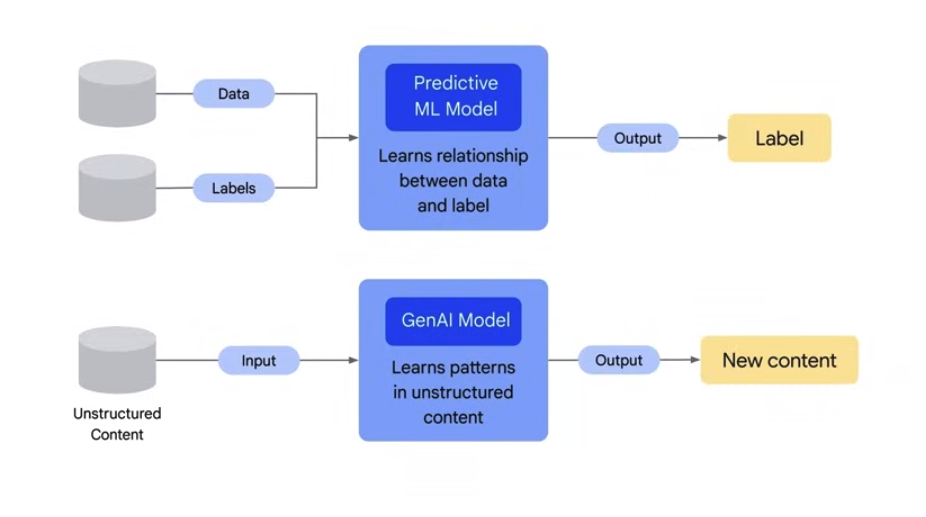 Data
Labels
Predictive
ML Model
Learns relationship
between data
and label
Output
Label
Unstructured
Content
Input
GenAI Model
Learns patterns
in unstructured
content
Output
New content